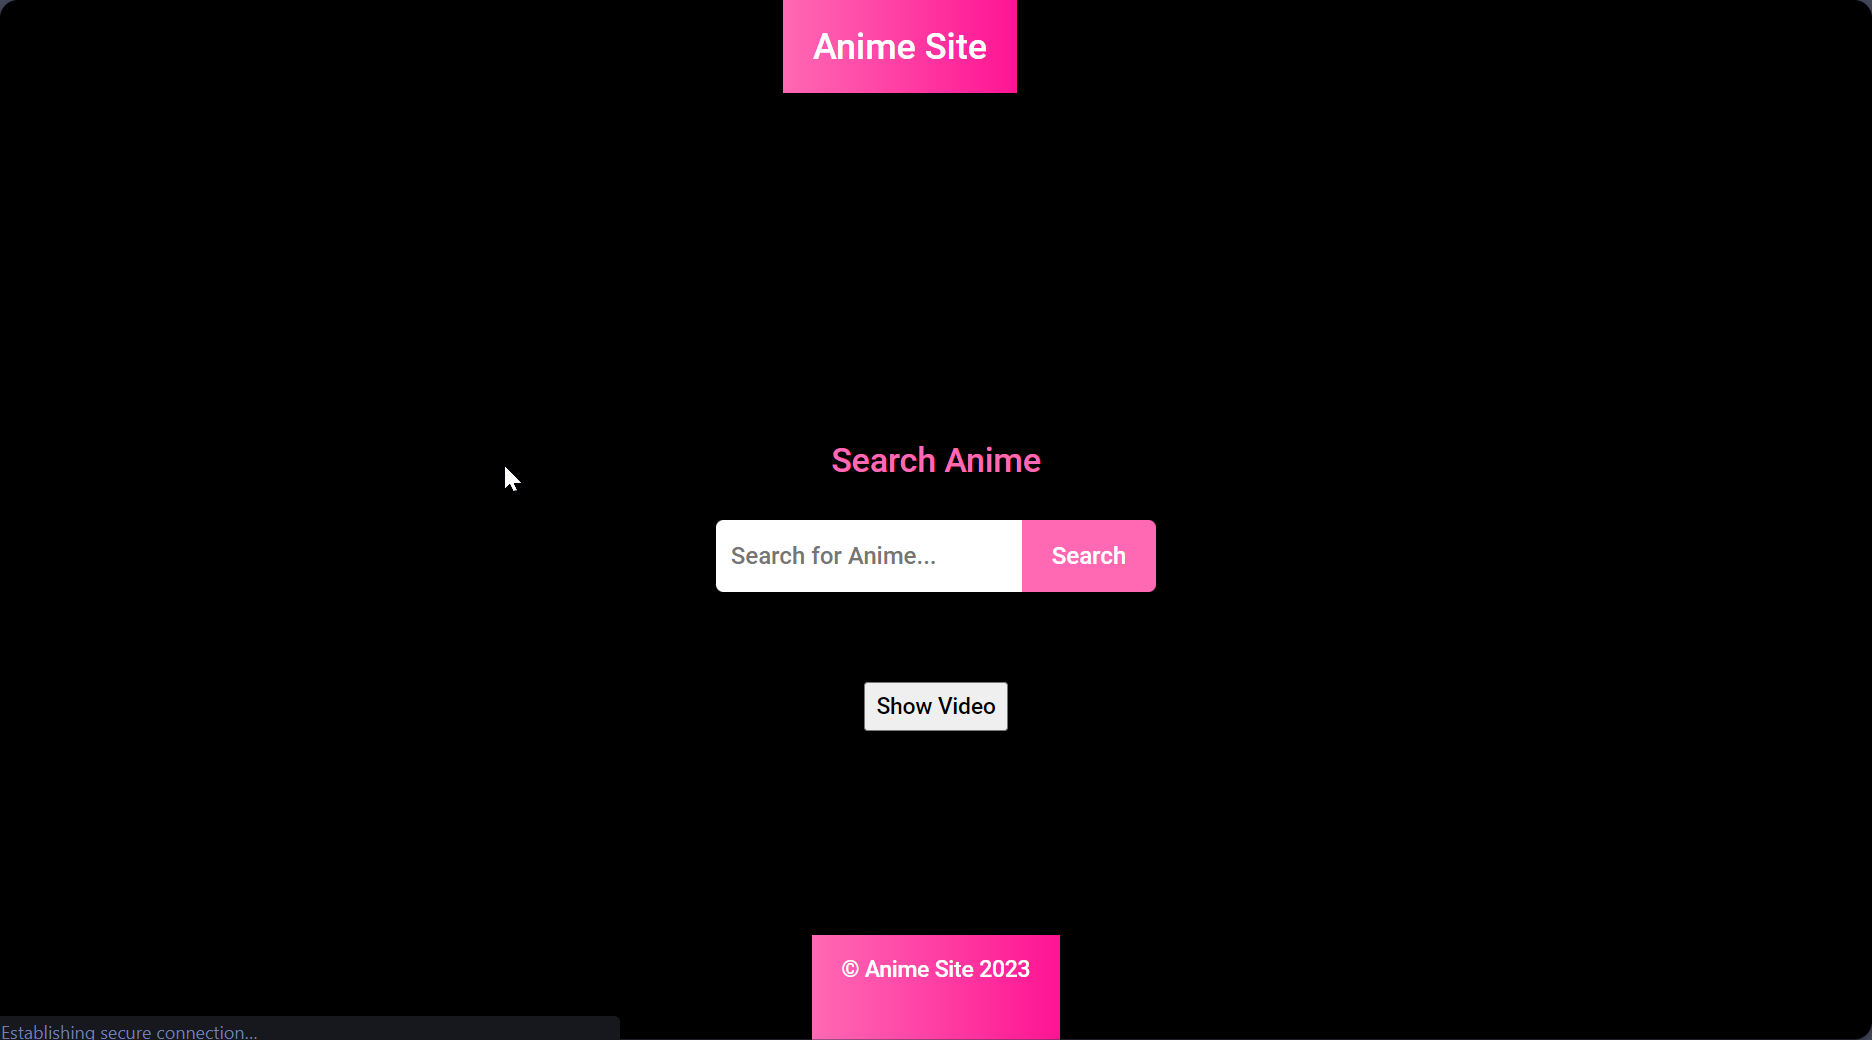 Anime Site
Search Anime
Search for Anime...
Search
Show Video
© Anime Site 2023
Establishing secure connection...